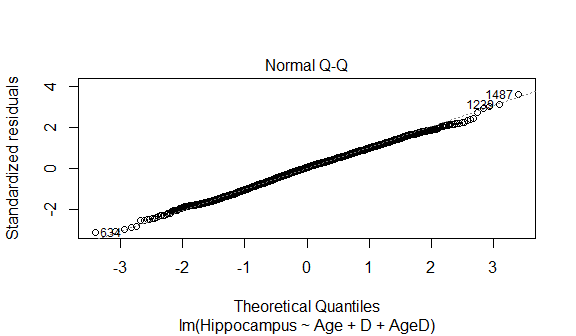 Normal Q-Q
Standardized residuals
4
2
0
-2
1487
1239
634
-3 -2 -1 0 1 2 3
Theoretical Quantiles
lm(Hippocampus ~ Age + D + AgeD)